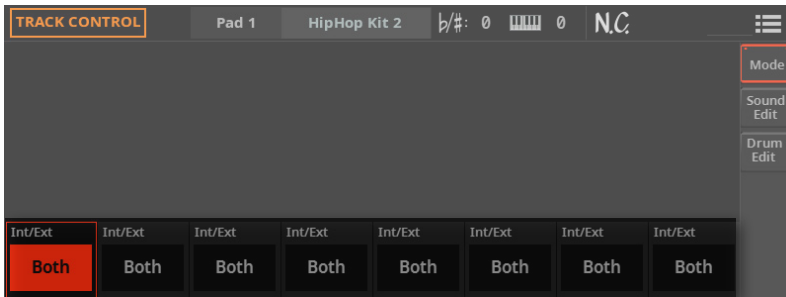 TRACK CONTROL Pad 1 HipHop Kit 2 ♭/#: 0 0 N.C.
Mode
Sound
Edit
Drum
Edit
Int/Ext Int/Ext Int/Ext Int/Ext Int/Ext Int/Ext Int/Ext Int/Ext
Both Both Both Both Both Both Both Both